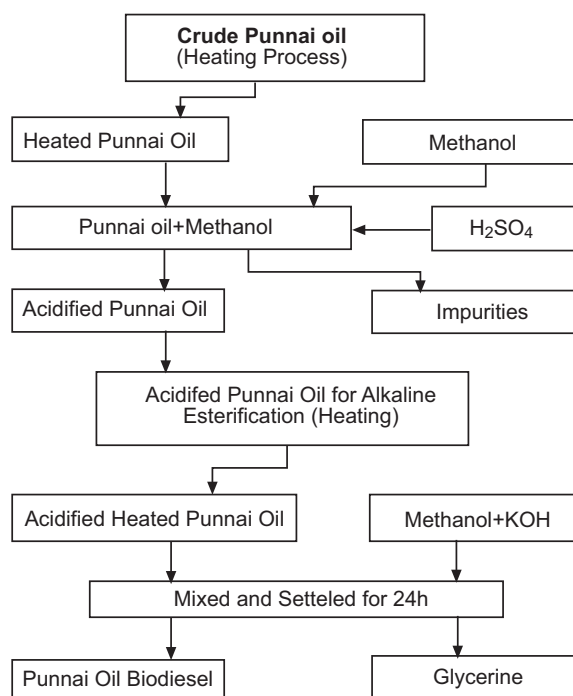 Crude Punnai oil
(Heating Process)
Heated Punnai Oil
Methanol
Punnai oil+Methanol
H₂SO₄
Acidified Punnai Oil
Impurities
Acidifed Punnai Oil for Alkaline
Esterification (Heating)
Acidified Heated Punnai Oil
Methanol+KOH
Mixed and Setteled for 24h
Punnai Oil Biodiesel
Glycerine